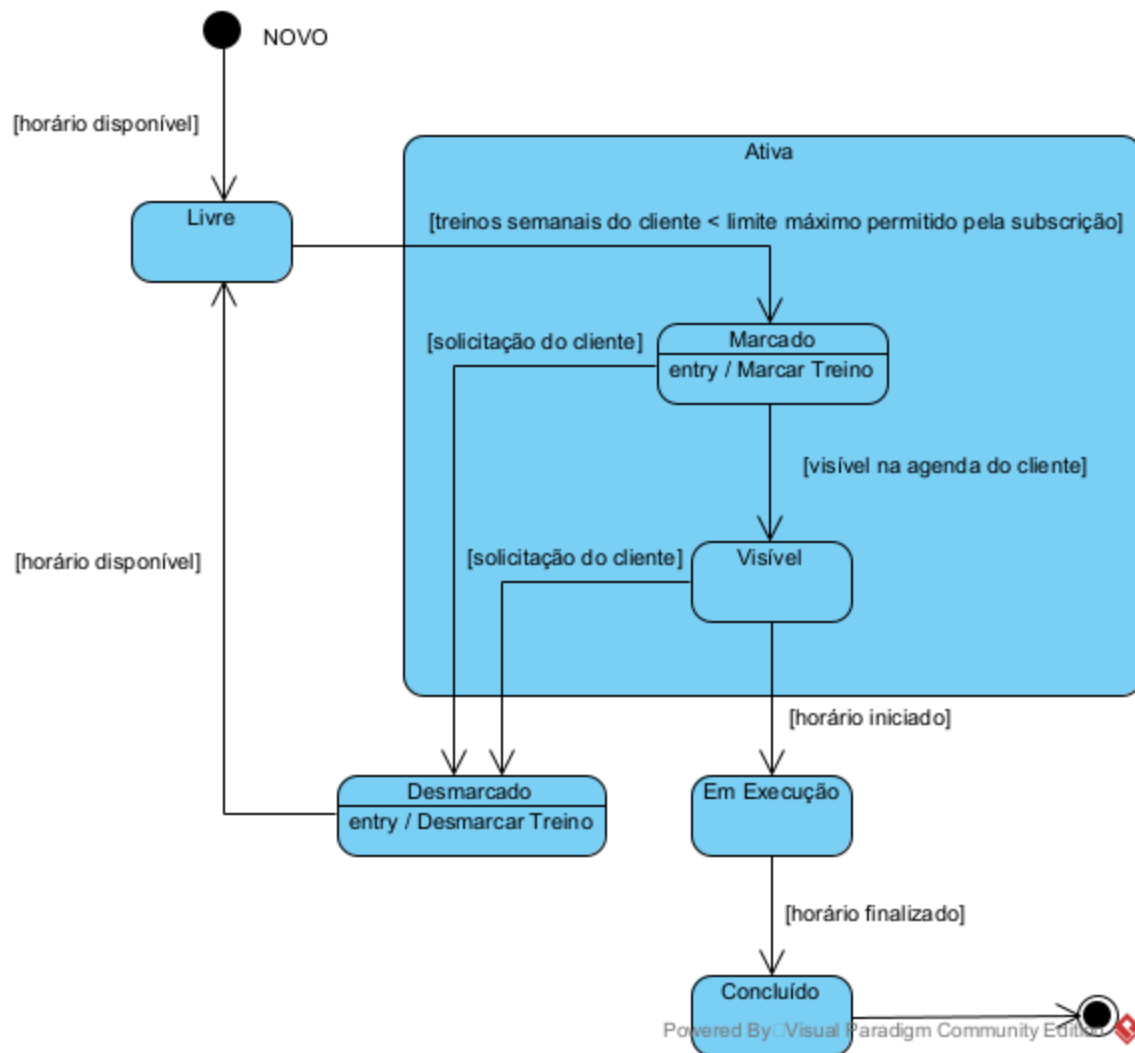 NOVO
[horário disponível]
Ativa
Livre
[treinos semanais do cliente < limite máximo permitido pela subscrição]
Marcado
[solicitação do cliente]
entry / Marcar Treino
[visível na agenda do cliente]
[horário disponível]
[solicitação do cliente]
Visível
[horário iniciado]
Desmarcado
entry / Desmarcar Treino
Em Execução
[horário finalizado]
Concluído
Powered By Visual Paradigm Community Edition